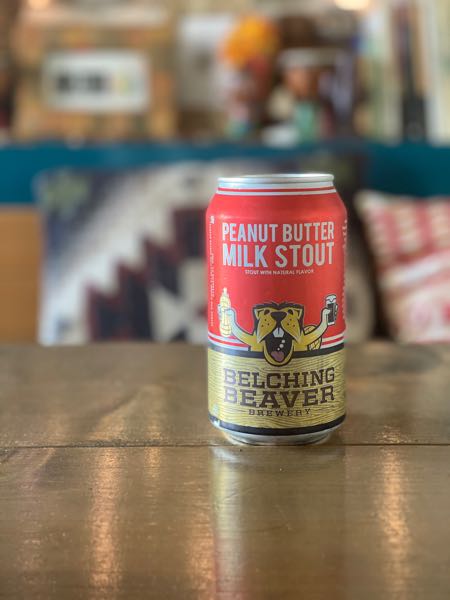 PEANUT BUTTER
MILK STOUT
STOUT WITH NATURAL FLAVOR
BELCHING
BEAVER
BREWERY